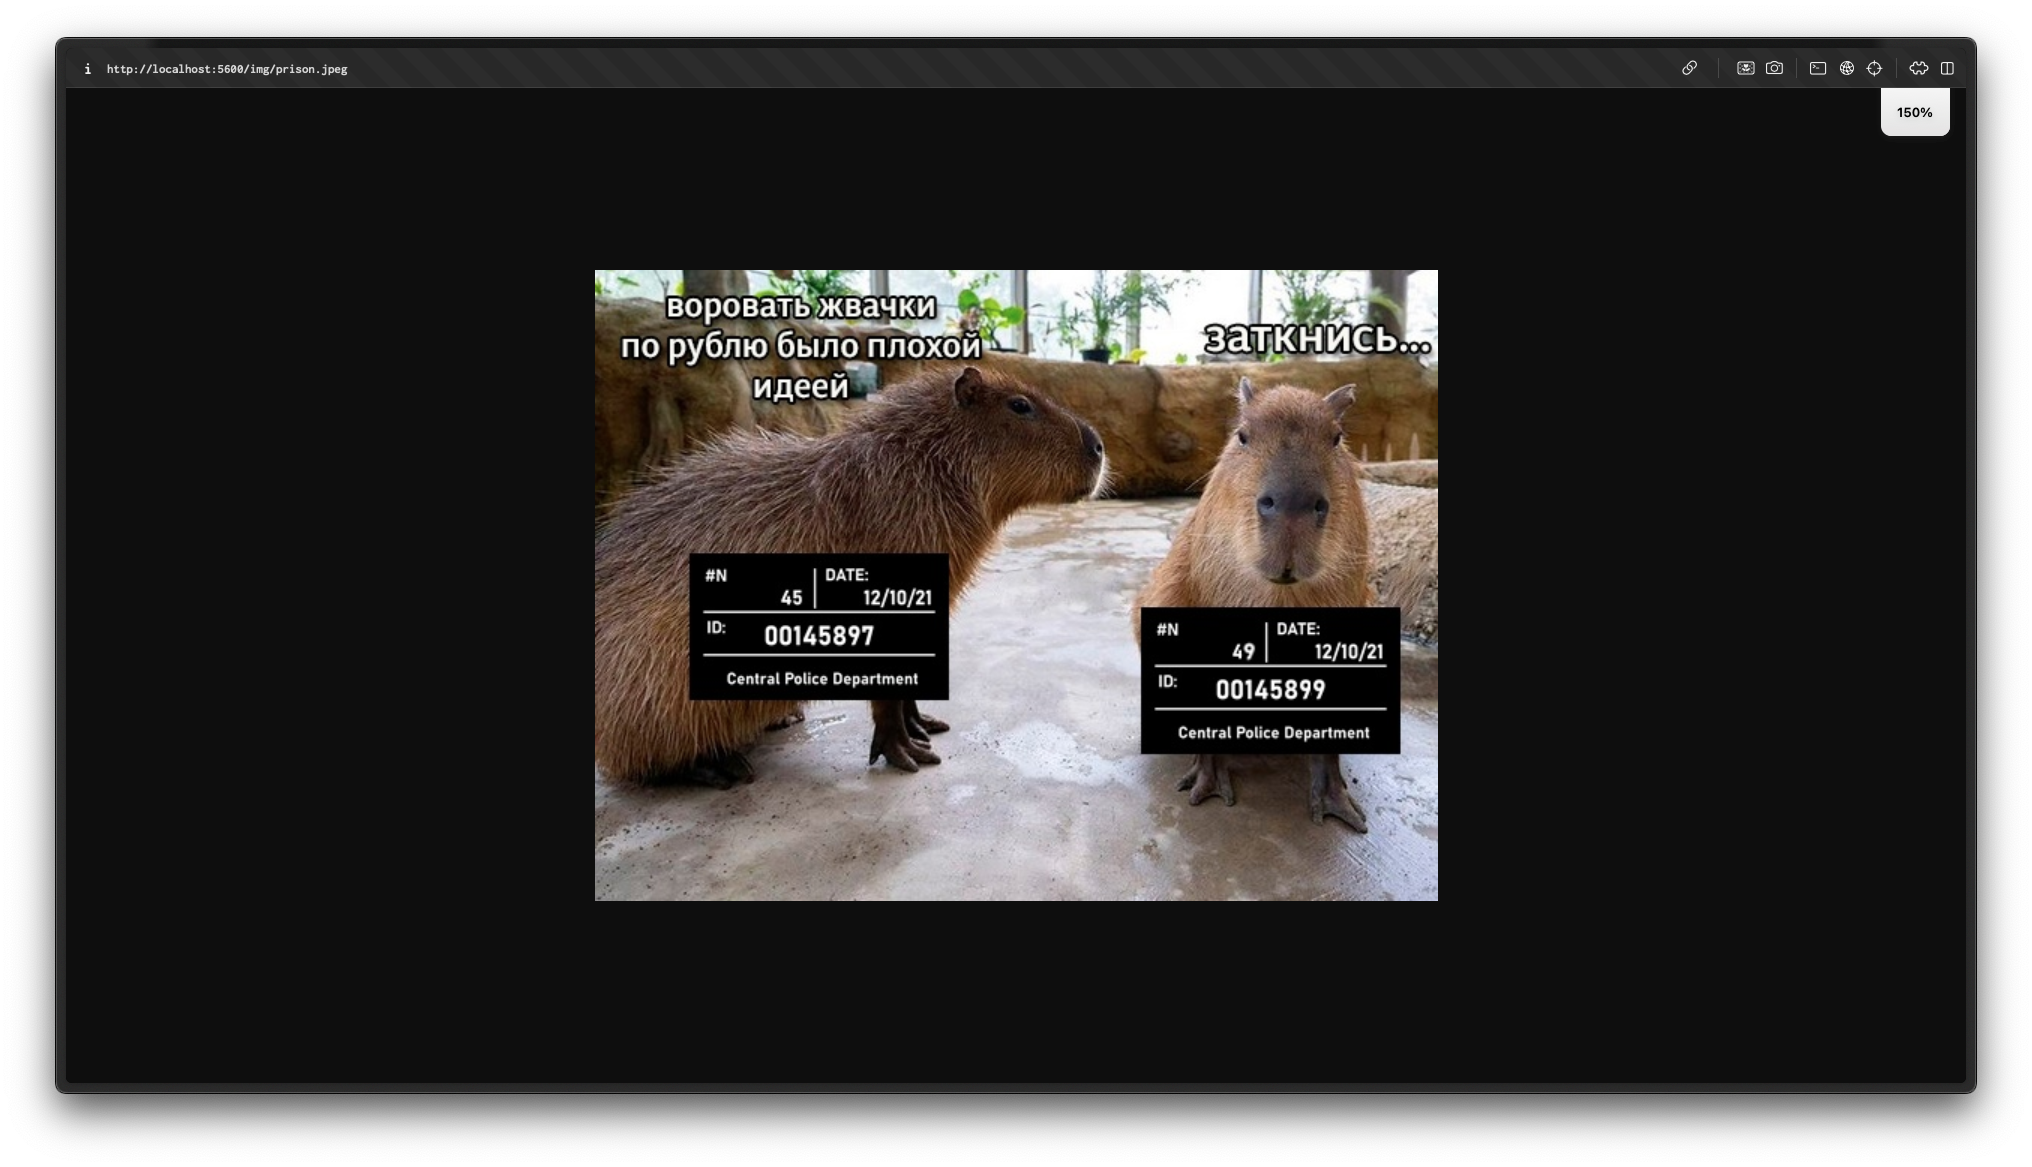 http://localhost:5600/img/prison.jpeg
150%
воровать жвачки
по рублю было плохой
идеей
заткнись...
#N
45
DATE:
12/10/21
ID:
00145897
Central Police Department
#N
49
DATE:
12/10/21
ID:
00145899
Central Police Department